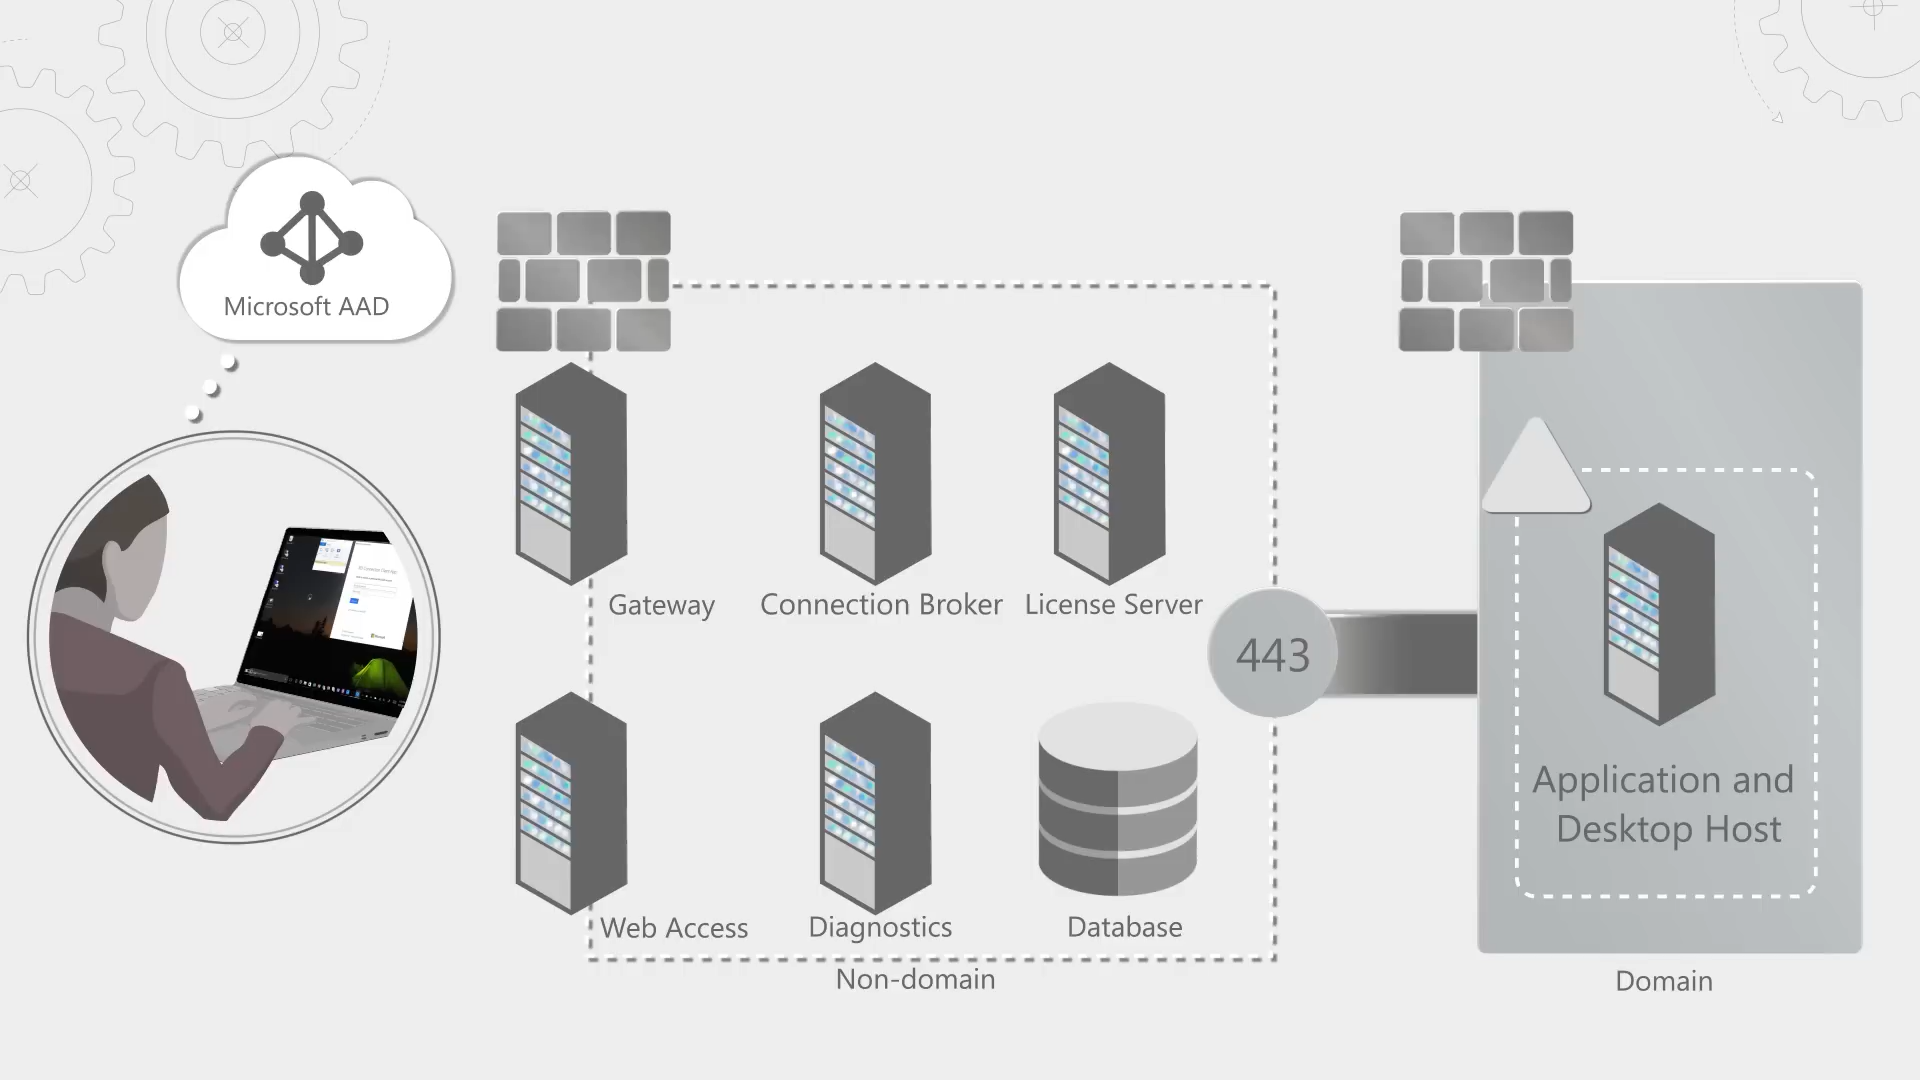 Microsoft AAD
Gateway
Connection Broker
License Server
443
Web Access
Diagnostics
Database
Non-domain
Application and
Desktop Host
Domain